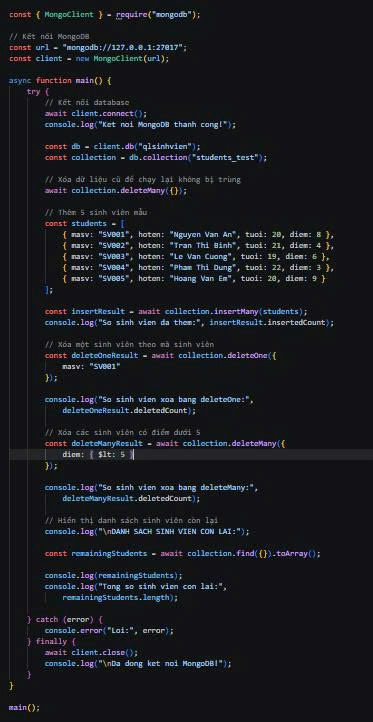 const { MongoClient } = require("mongodb");

// Kết nối MongoDB
const url = "mongodb://127.0.0.1:27017";
const client = new MongoClient(url);

async function main() {
    try {
        // Kết nối database
        await client.connect();
        console.log("Ket noi MongoDB thanh cong!");

        const db = client.db("qlsinhvien");
        const collection = db.collection("students_test");

        // Xóa dữ liệu cũ để chạy lại không bị trùng
        await collection.deleteMany({});

        // Thêm 5 sinh viên mẫu
        const students = [
            { masv: "SV001", hoten: "Nguyen Van An", tuoi: 20, diem: 8 },
            { masv: "SV002", hoten: "Tran Thi Binh", tuoi: 21, diem: 4 },
            { masv: "SV003", hoten: "Le Van Cuong", tuoi: 19, diem: 6 },
            { masv: "SV004", hoten: "Pham Thi Dung", tuoi: 22, diem: 3 },
            { masv: "SV005", hoten: "Hoang Van Em", tuoi: 20, diem: 9 }
        ];

        const insertResult = await collection.insertMany(students);
        console.log("So sinh vien da them:", insertResult.insertedCount);

        // Xóa một sinh viên theo mã sinh viên
        const deleteOneResult = await collection.deleteOne({
            masv: "SV001"
        });

        console.log("So sinh vien xoa bang deleteOne:",
            deleteOneResult.deletedCount);

        // Xóa các sinh viên có điểm dưới 5
        const deleteManyResult = await collection.deleteMany({
            diem: { $lt: 5 }
        });

        console.log("So sinh vien xoa bang deleteMany:",
            deleteManyResult.deletedCount);

        // Hiển thị danh sách sinh viên còn lại
        console.log("\nDANH SACH SINH VIEN CON LAI:");

        const remainingStudents = await collection.find({}).toArray();

        console.log(remainingStudents);
        console.log("Tong so sinh vien con lai:",
            remainingStudents.length);

    } catch (error) {
        console.error("Loi:", error);
    } finally {
        await client.close();
        console.log("\nDa dong ket noi MongoDB!");
    }
}

main();